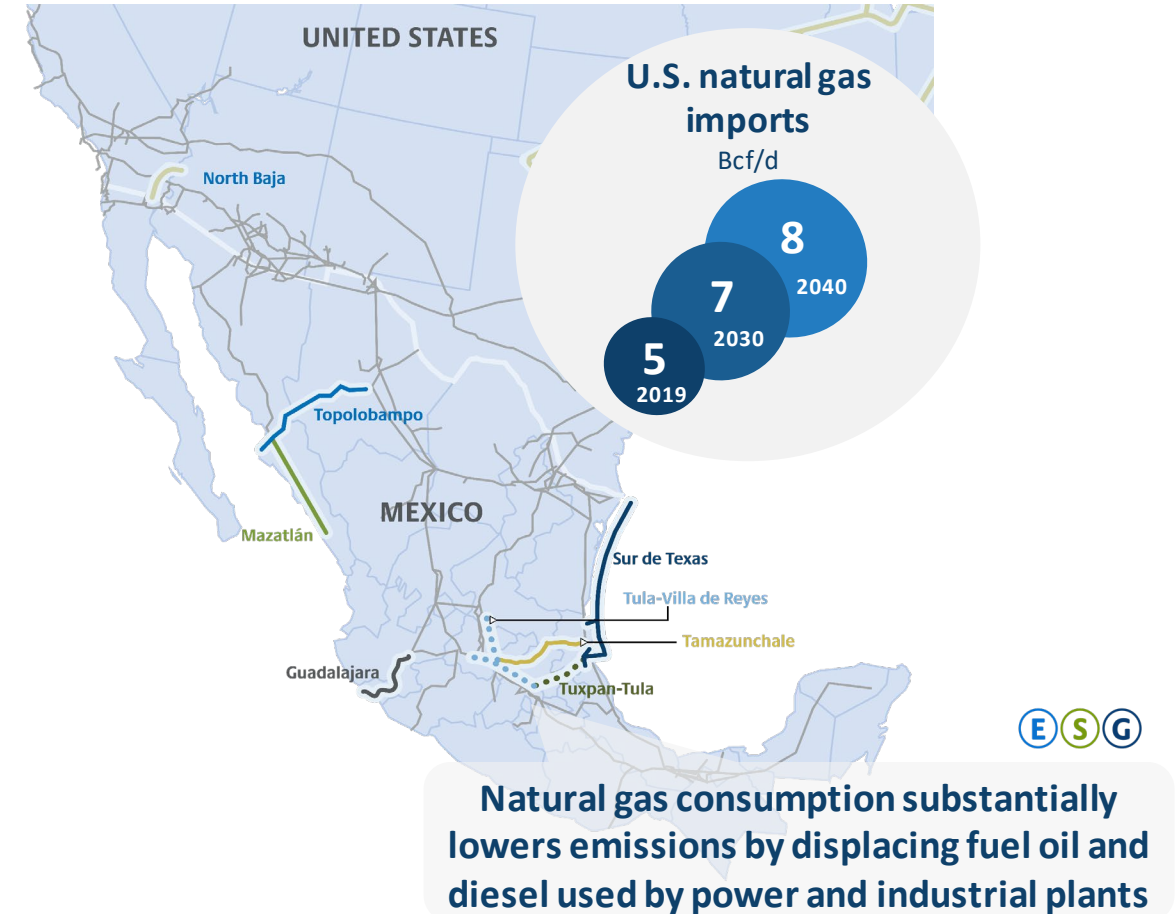 UNITED STATES
U.S. natural gas
imports
Bcf/d
North Baja
8
2040
7
2030
5
2019
Topolobampo
MEXICO
Mazatlán
Sur de Texas
Tula-Villa de Reyes
Tamazunchale
Guadalajara
Tuxpan-Tula
E S G
Natural gas consumption substantially
lowers emissions by displacing fuel oil and
diesel used by power and industrial plants